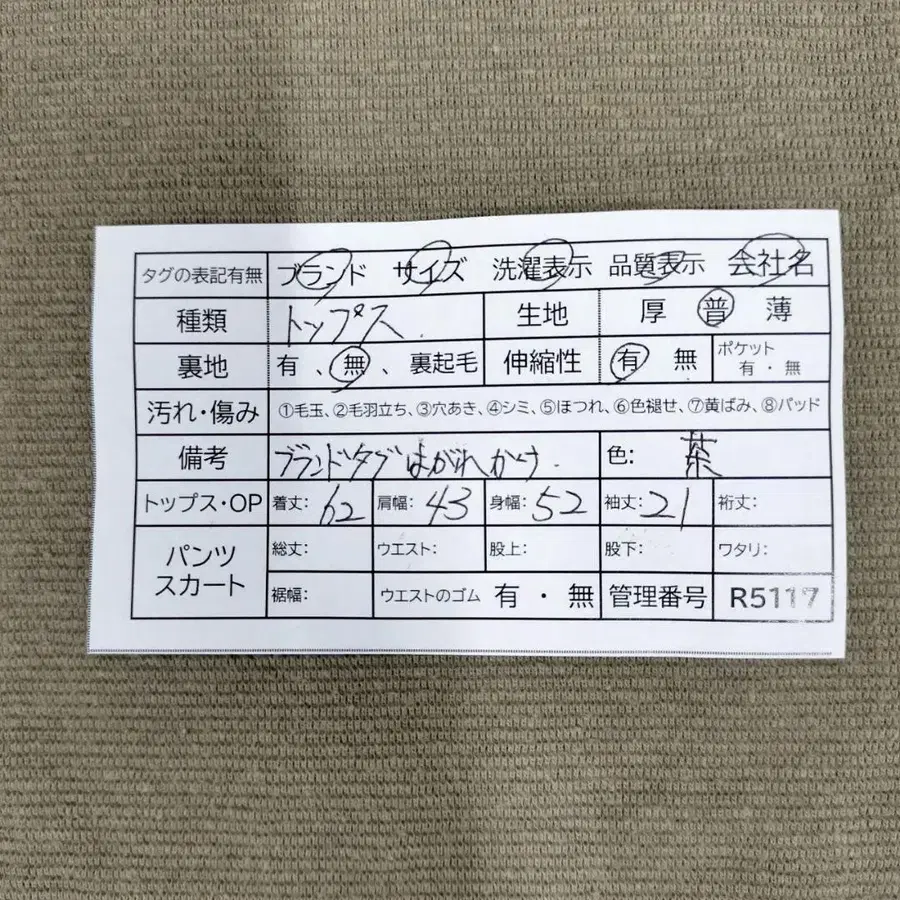 タグの表記有無 ブランド サイズ 洗濯表示 品質表示 会社名
種類 トップス. 生地 厚 普 薄
裏地 有、無、裏起毛 伸縮性 有 無 ポケット 有・無
汚れ・傷み ①毛玉、②毛羽立ち、③穴あき、④シミ、⑤ほつれ、⑥色褪せ、⑦黄ばみ、⑧パッド
備考 ブランドタグはがれかけ. 色: 茶
トップス・OP 着丈: 62 肩幅: 43 身幅: 52 袖丈: 21 裄丈:
パンツ スカート 総丈: ウエスト: 股上: 股下: ワタリ:
裾幅: ウエストのゴム 有・無 管理番号 R5117